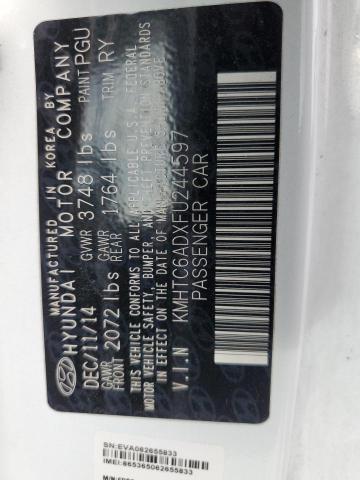 MANUFACTURED IN KOREA BY
HYUNDAI MOTOR COMPANY
DEC/11/14 GVWR 3748 lbs PAINT PGU
GAWR FRONT 2072 lbs GAWR REAR 1764 lbs TRIM RY
THIS VEHICLE CONFORMS TO ALL APPLICABLE U.S.A. FEDERAL
MOTOR VEHICLE SAFETY, BUMPER, AND THEFT PREVENTION STANDARDS
IN EFFECT ON THE DATE OF MANUFACTURE SHOWN ABOVE.
V.I.N KMHTC6ADXFU244597
PASSENGER CAR
SN:EVA062655833
IMEI:865365062655833